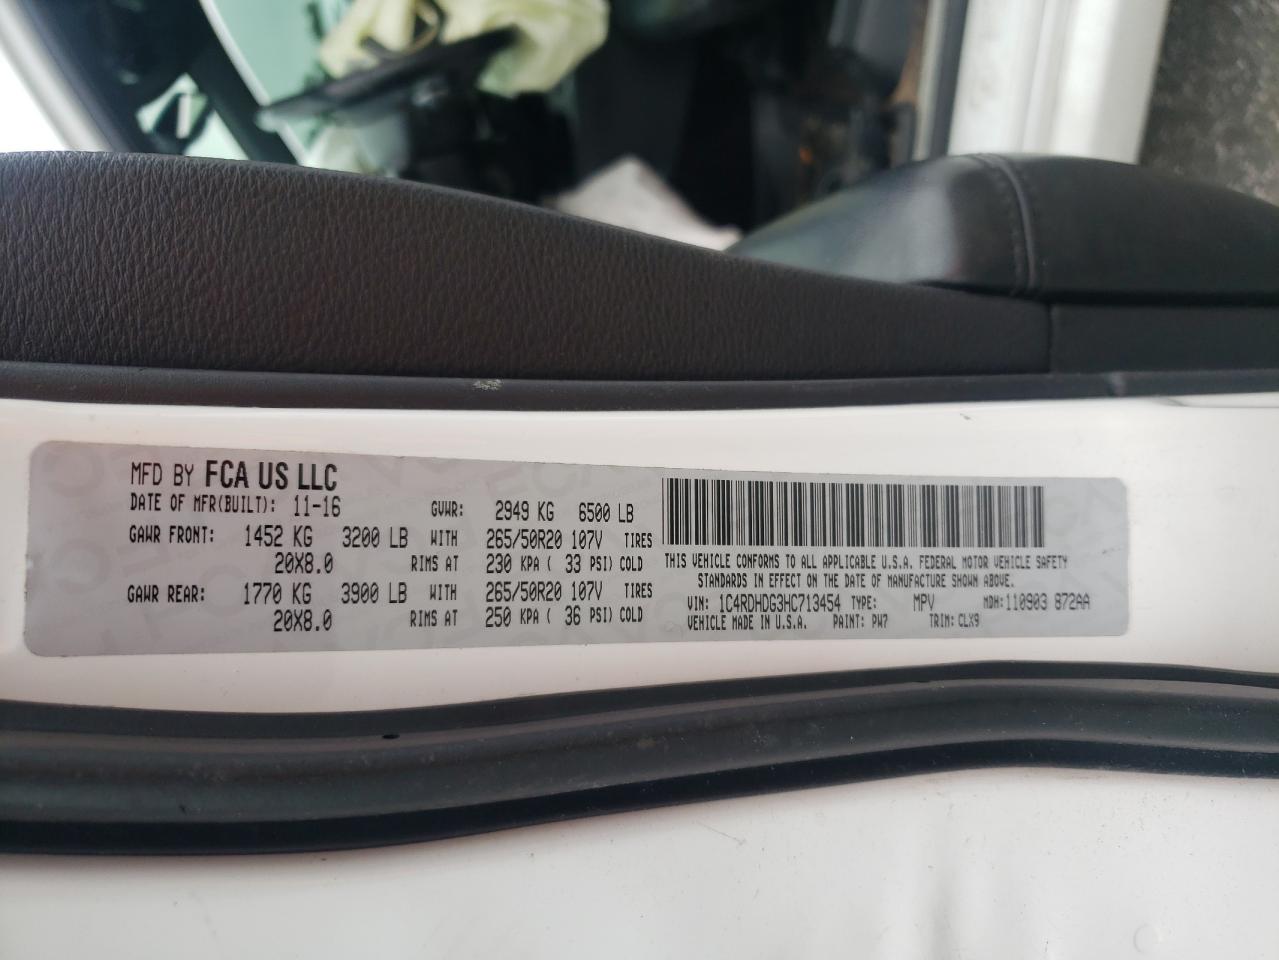 MFD BY FCA US LLC
DATE OF MFR(BUILT): 11-16 GVWR: 2949 KG 6500 LB
GAWR FRONT: 1452 KG 3200 LB WITH 265/50R20 107V TIRES
20X8.0 RIMS AT 230 KPA ( 33 PSI) COLD
GAWR REAR: 1770 KG 3900 LB WITH 265/50R20 107V TIRES
20X8.0 RIMS AT 250 KPA ( 36 PSI) COLD
THIS VEHICLE CONFORMS TO ALL APPLICABLE U.S.A. FEDERAL MOTOR VEHICLE SAFETY
STANDARDS IN EFFECT ON THE DATE OF MANUFACTURE SHOWN ABOVE.
VIN: 1C4RDHDG3HC713454 TYPE: MPV MDH: 110903 872AA
VEHICLE MADE IN U.S.A. PAINT: PW7 TRIM: CLX9